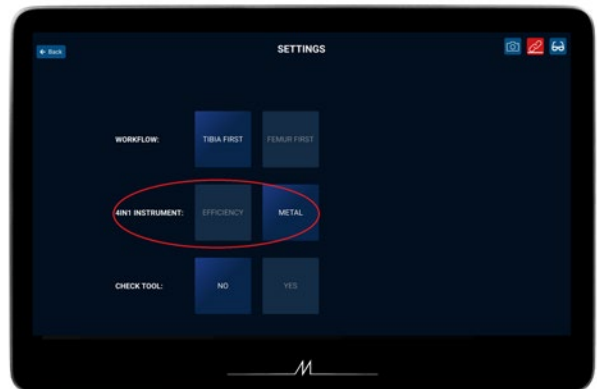 ← Back
SETTINGS
WORKFLOW: TIBIA FIRST FEMUR FIRST
4IN1 INSTRUMENT: EFFICIENCY METAL
CHECK TOOL: NO YES